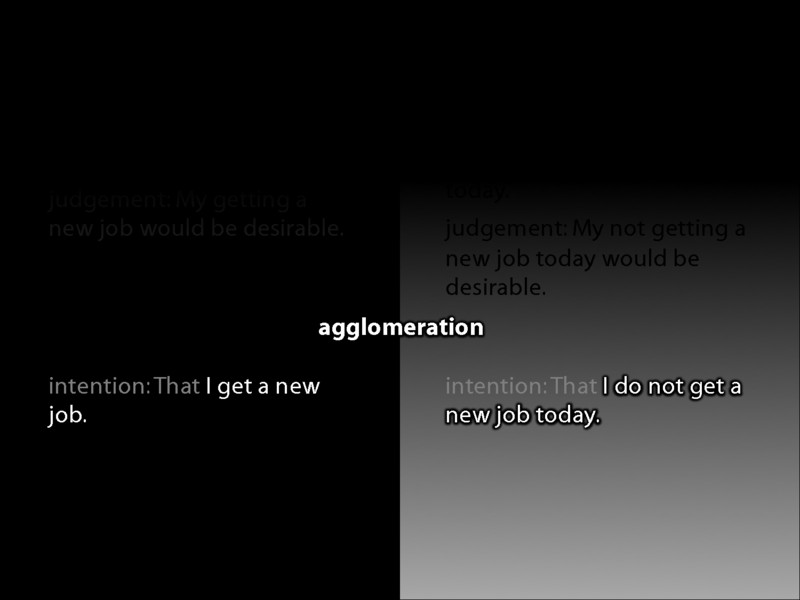 judgement: My getting a
new job would be desirable.
today.
judgement: My not getting a
new job today would be
desirable.
agglomeration
intention: That I get a new
job.
intention: That I do not get a
new job today.